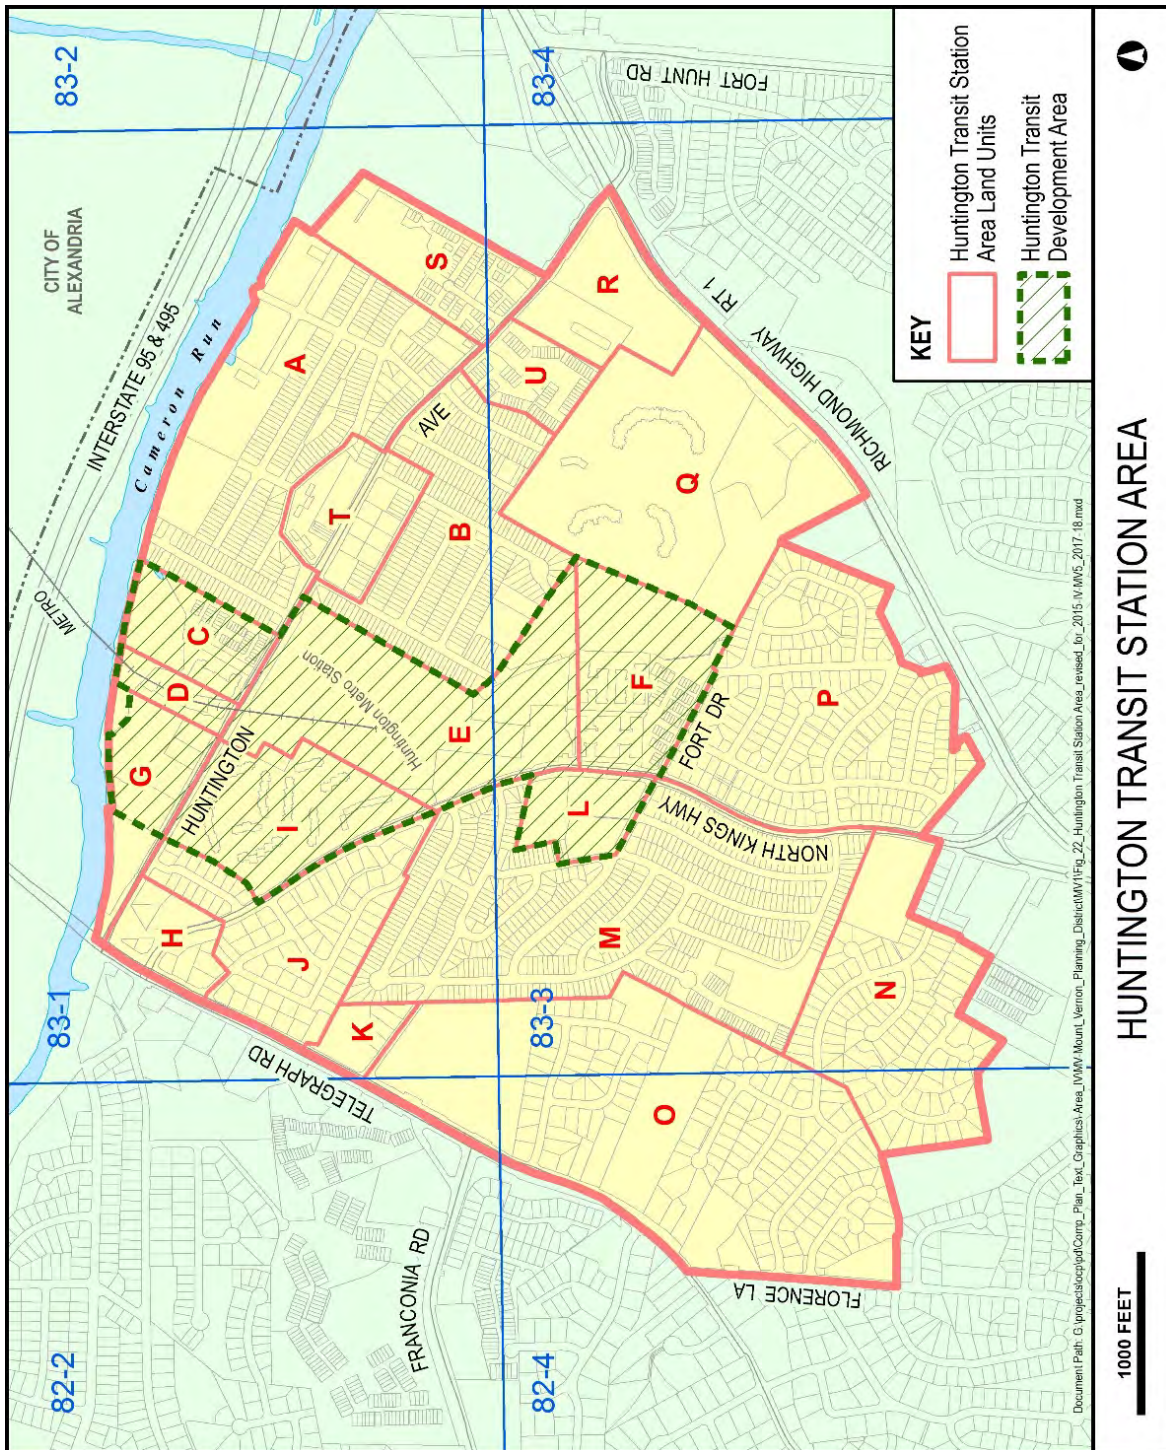 83-2
83-4
83-1
83-3
82-2
82-4
CITY OF
ALEXANDRIA
INTERSTATE 95 & 495
Cameron Run
METRO
HUNTINGTON
AVE
Huntington Metro Station
TELEGRAPH RD
FRANCONIA RD
FLORENCE LA
NORTH KINGS HWY
FORT DR
RICHMOND HIGHWAY
RT 1
FORT HUNT RD
A
S
R
U
T
B
Q
C
D
G
E
F
I
L
H
J
K
M
N
O
P
KEY
Huntington Transit Station
Area Land Units
Huntington Transit
Development Area
HUNTINGTON TRANSIT STATION AREA
1000 FEET